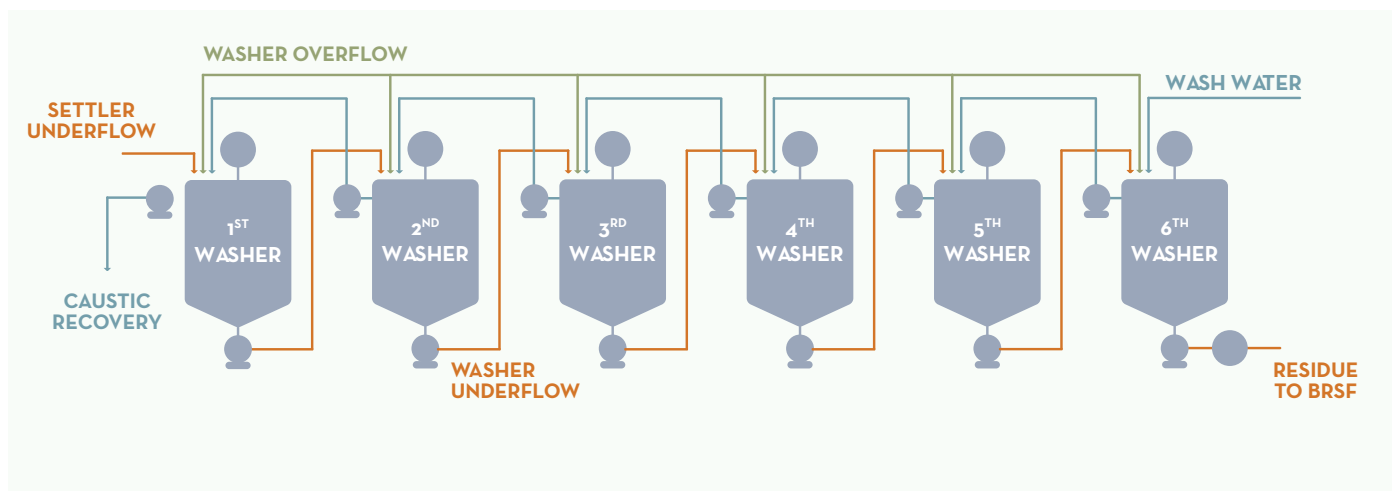 WASHER OVERFLOW
WASH WATER
SETTLER
UNDERFLOW
1ST
WASHER
2ND
WASHER
3RD
WASHER
4TH
WASHER
5TH
WASHER
6TH
WASHER
CAUSTIC
RECOVERY
WASHER
UNDERFLOW
RESIDUE
TO BRSF